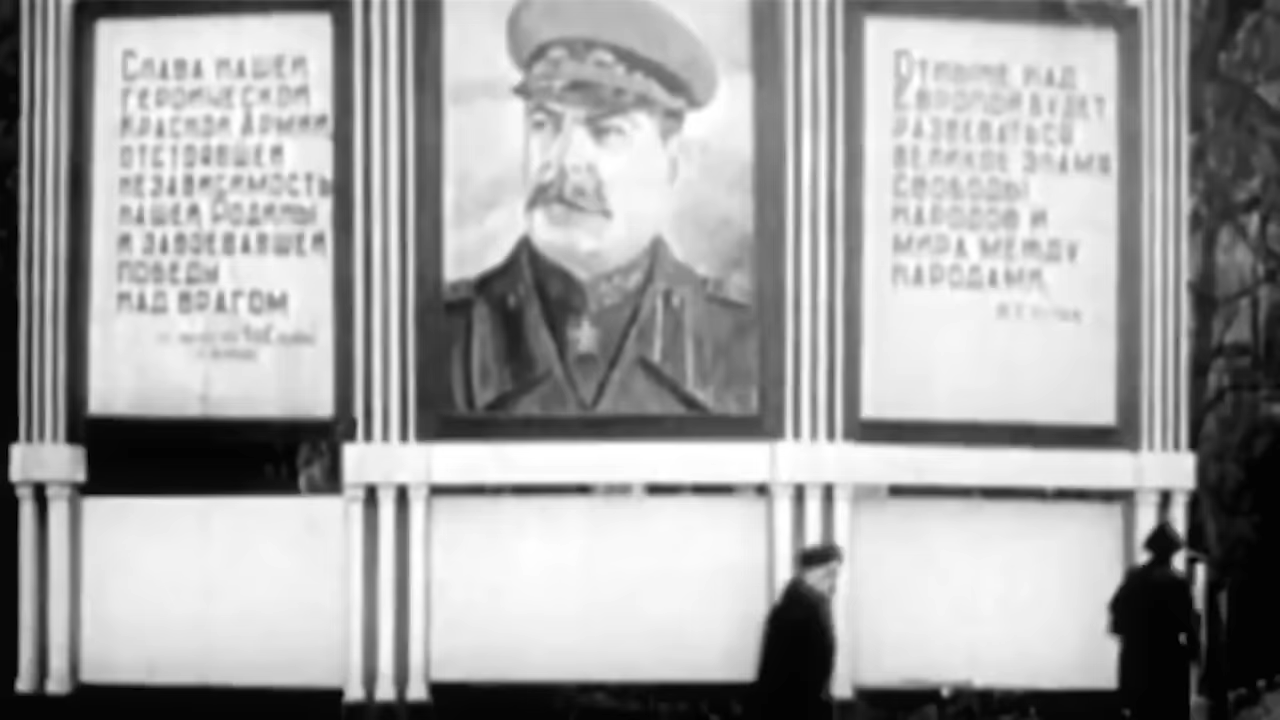 Слава нашей
героической
Красной Армии,
отстоявшей
независимость
нашей Родины
и завоевавшей
победу
над врагом
Отныне над
Европой будет
развеваться
великое знамя
свободы
народов и
мира между
народами.